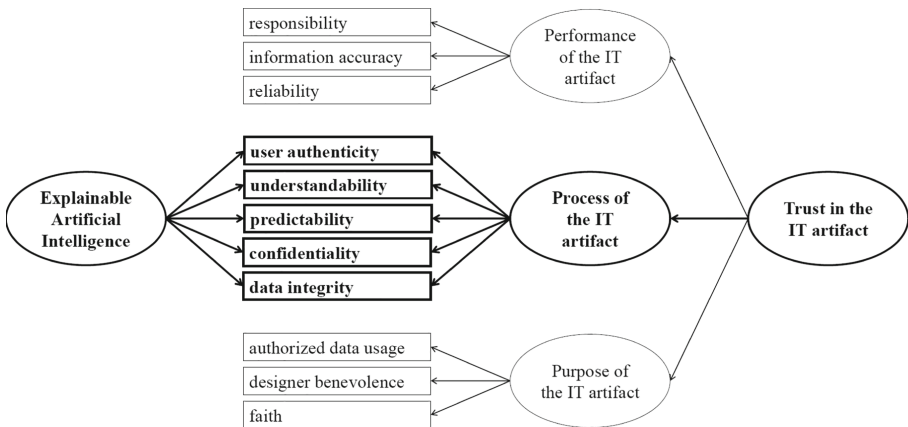 responsibility
information accuracy
reliability
Performance
of the IT
artifact
user authenticity
understandability
predictability
confidentiality
data integrity
Explainable
Artificial
Intelligence
Process of
the IT
artifact
Trust in the
IT artifact
authorized data usage
designer benevolence
faith
Purpose of
the IT artifact